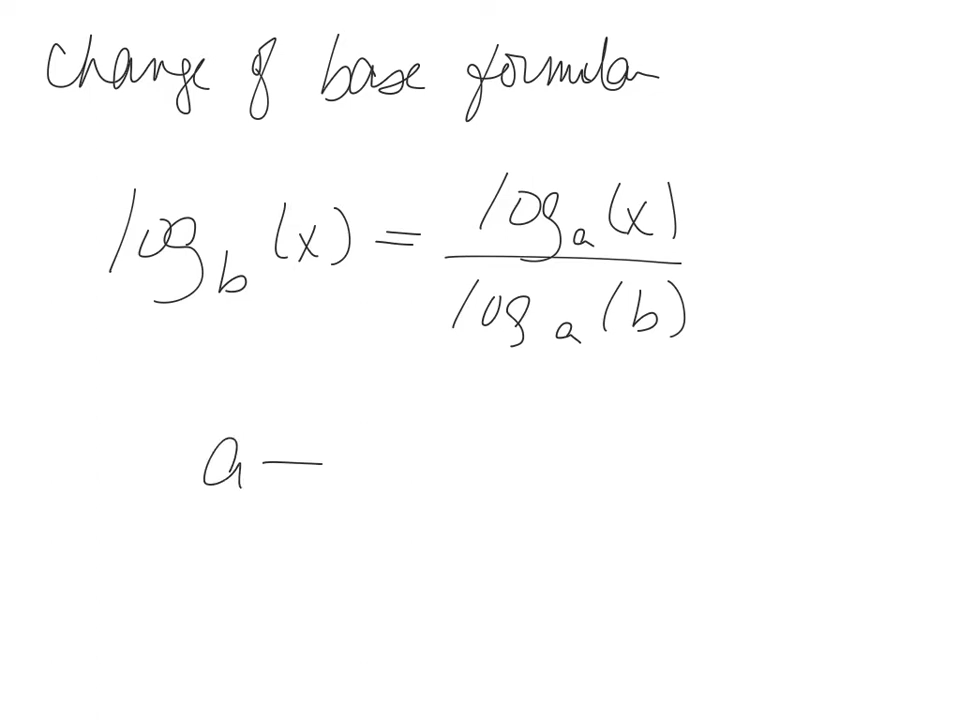 change of base formula
log_b (x) = log_a (x) / log_a (b)
a —